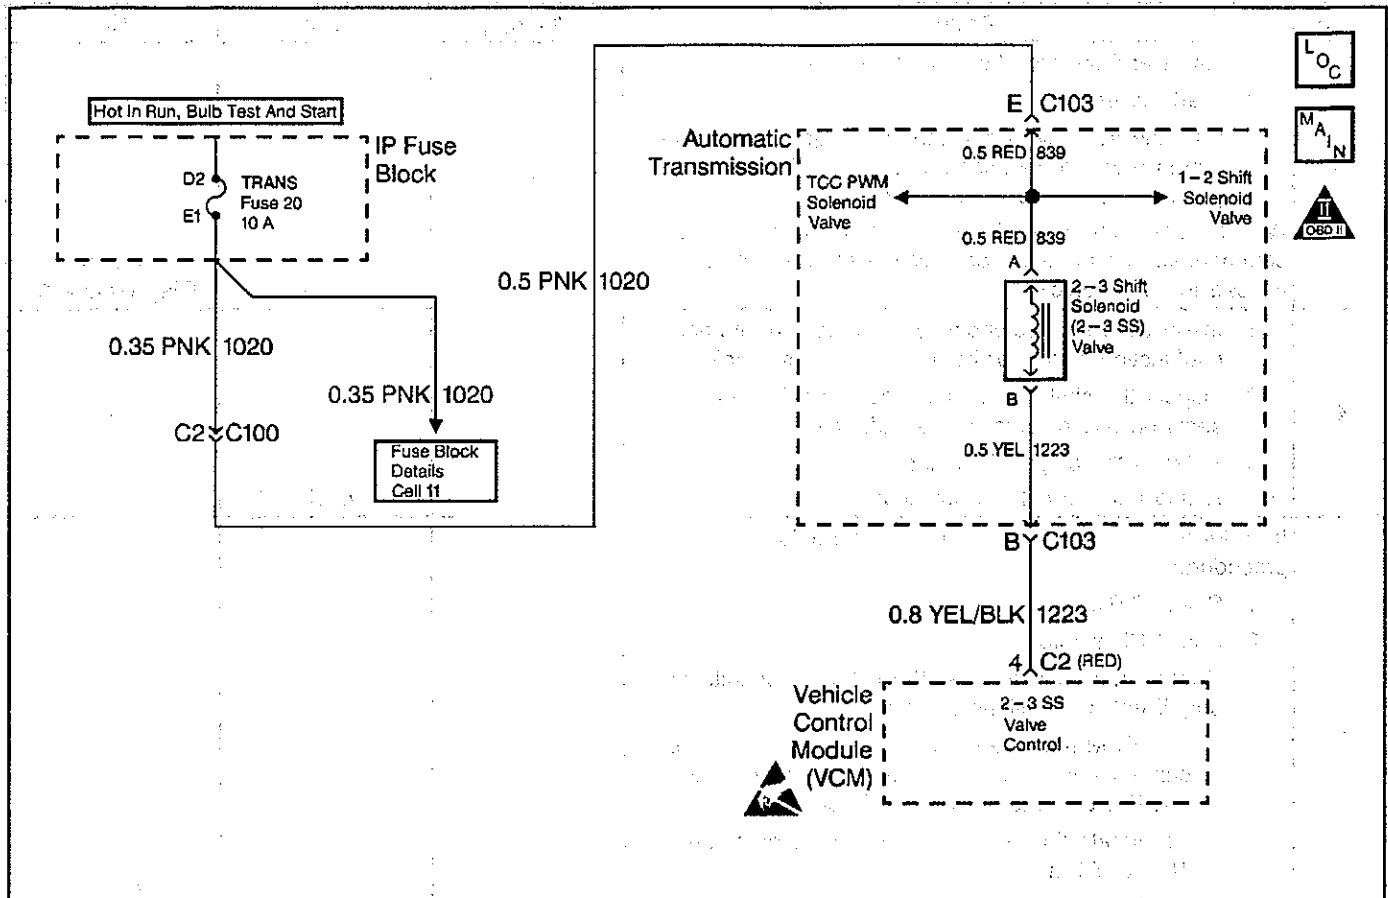 LOC
MAIN
II
OBD II
Hot In Run, Bulb Test And Start
IP Fuse
Block
D2
E1
TRANS
Fuse 20
10 A
0.35 PNK 1020
0.35 PNK 1020
C2 C100
Fuse Block
Details
Cell 11
0.5 PNK 1020
E C103
Automatic
Transmission
0.5 RED 839
TCC PWM
Solenoid
Valve
1-2 Shift
Solenoid
Valve
0.5 RED 839
A
2-3 Shift
Solenoid
(2-3 SS)
Valve
B
0.5 YEL 1223
B C103
0.8 YEL/BLK 1223
4 C2 (RED)
Vehicle
Control
Module
(VCM)
2-3 SS
Valve
Control